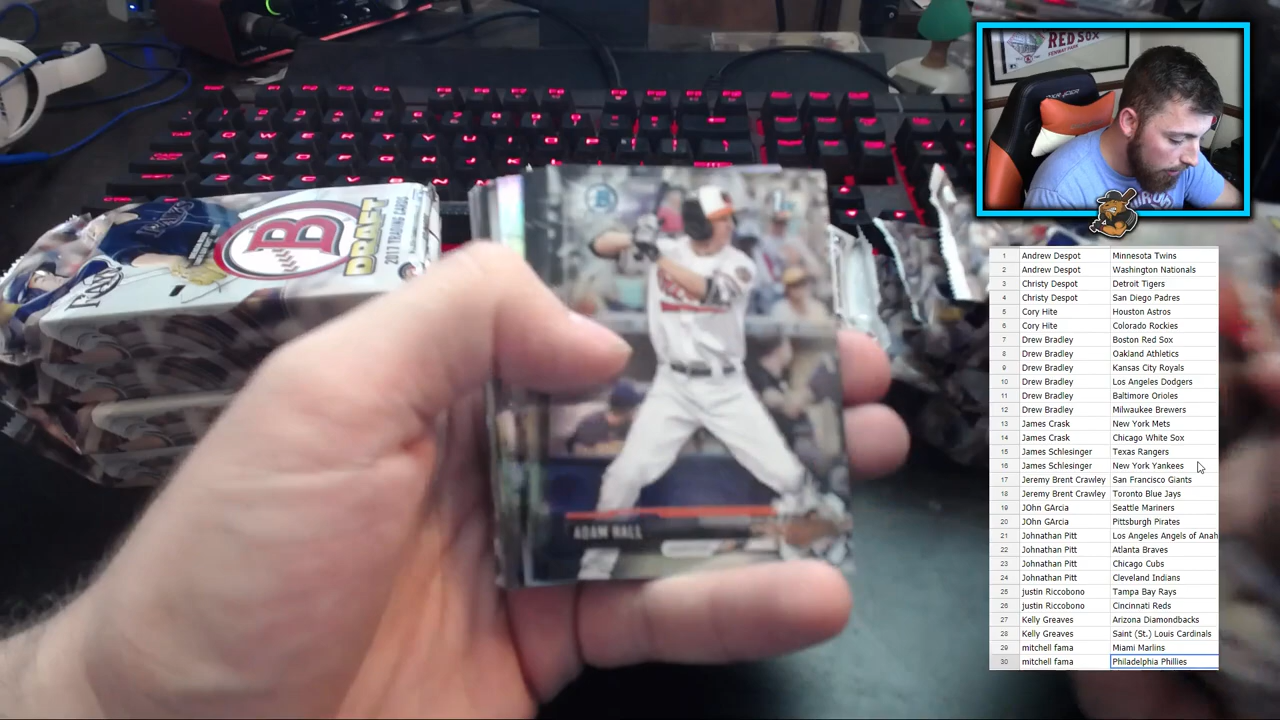 RED SOX
FENWAY PARK
B
DRAFT
2017 TRADING CARDS
RAYS
ADAM HALL
1 Andrew Despot Minnesota Twins
2 Andrew Despot Washington Nationals
3 Christy Despot Detroit Tigers
4 Christy Despot San Diego Padres
5 Cory Hite Houston Astros
6 Cory Hite Colorado Rockies
7 Drew Bradley Boston Red Sox
8 Drew Bradley Oakland Athletics
9 Drew Bradley Kansas City Royals
10 Drew Bradley Los Angeles Dodgers
11 Drew Bradley Baltimore Orioles
12 Drew Bradley Milwaukee Brewers
13 James Crask New York Mets
14 James Crask Chicago White Sox
15 James Schlesinger Texas Rangers
16 James Schlesinger New York Yankees
17 Jeremy Brent Crawley San Francisco Giants
18 Jeremy Brent Crawley Toronto Blue Jays
19 JOhn GArcia Seattle Mariners
20 JOhn GArcia Pittsburgh Pirates
21 Johnathan Pitt Los Angeles Angels of Anah
22 Johnathan Pitt Atlanta Braves
23 Johnathan Pitt Chicago Cubs
24 Johnathan Pitt Cleveland Indians
25 justin Riccobono Tampa Bay Rays
26 justin Riccobono Cincinnati Reds
27 Kelly Greaves Arizona Diamondbacks
28 Kelly Greaves Saint (St.) Louis Cardinals
29 mitchell fama Miami Marlins
30 mitchell fama Philadelphia Phillies